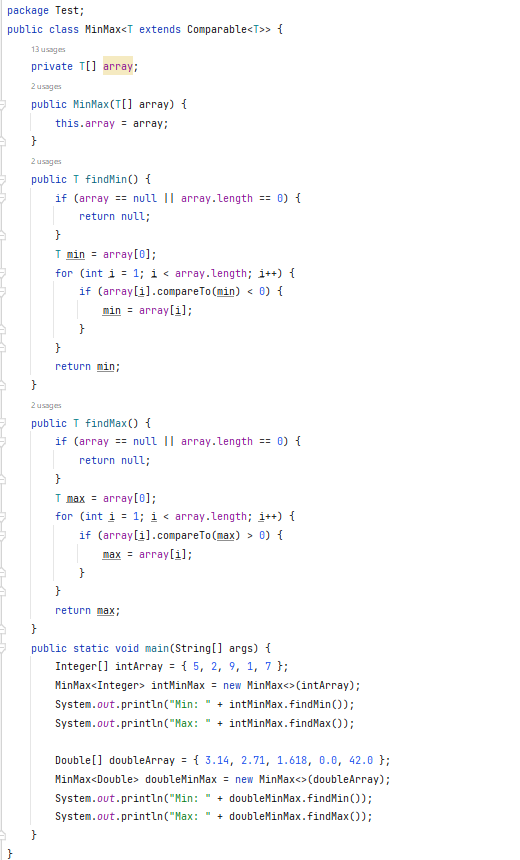 package Test;
public class MinMax<T extends Comparable<T>> {
13 usages
private T[] array;
2 usages
public MinMax(T[] array) {
this.array = array;
}
2 usages
public T findMin() {
if (array == null || array.length == 0) {
return null;
}
T min = array[0];
for (int i = 1; i < array.length; i++) {
if (array[i].compareTo(min) < 0) {
min = array[i];
}
}
return min;
}
2 usages
public T findMax() {
if (array == null || array.length == 0) {
return null;
}
T max = array[0];
for (int i = 1; i < array.length; i++) {
if (array[i].compareTo(max) > 0) {
max = array[i];
}
}
return max;
}
public static void main(String[] args) {
Integer[] intArray = { 5, 2, 9, 1, 7 };
MinMax<Integer> intMinMax = new MinMax<>(intArray);
System.out.println("Min: " + intMinMax.findMin());
System.out.println("Max: " + intMinMax.findMax());
Double[] doubleArray = { 3.14, 2.71, 1.618, 0.0, 42.0 };
MinMax<Double> doubleMinMax = new MinMax<>(doubleArray);
System.out.println("Min: " + doubleMinMax.findMin());
System.out.println("Max: " + doubleMinMax.findMax());
}
}